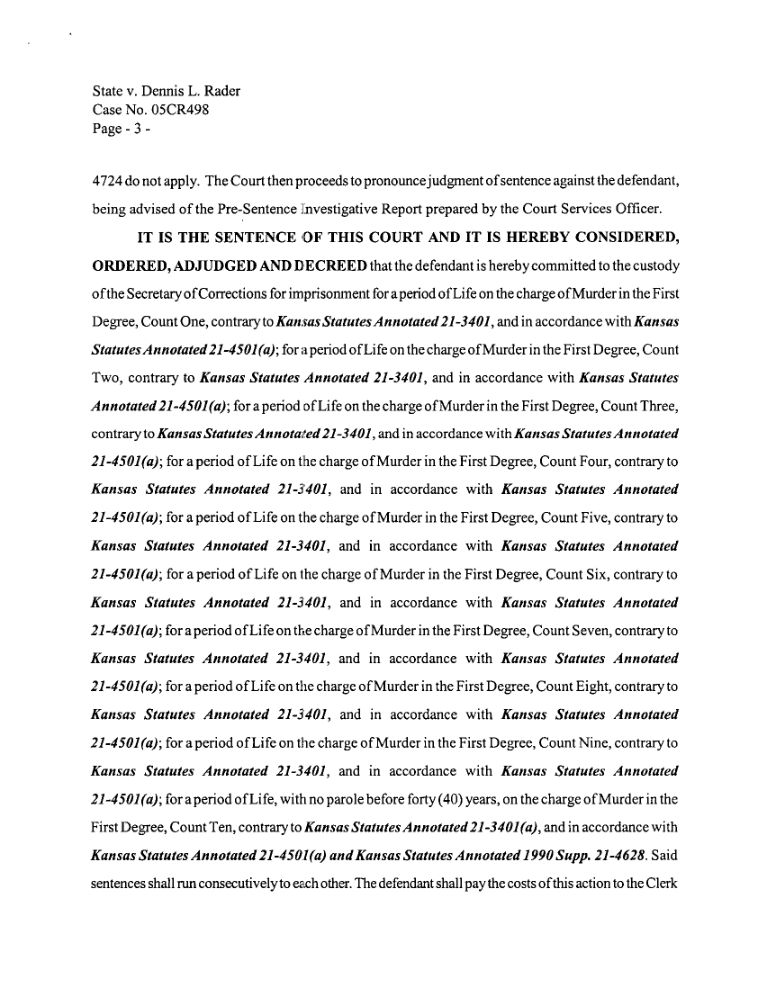 State v. Dennis L. Rader
Case No. 05CR498
Page - 3 -
4724 do not apply. The Court then proceeds to pronounce judgment of sentence against the defendant,
being advised of the Pre-Sentence Investigative Report prepared by the Court Services Officer.
IT IS THE SENTENCE OF THIS COURT AND IT IS HEREBY CONSIDERED,
ORDERED, ADJUDGED AND DECREED that the defendant is hereby committed to the custody
of the Secretary of Corrections for imprisonment for a period of Life on the charge of Murder in the First
Degree, Count One, contrary to Kansas Statutes Annotated 21-3401, and in accordance with Kansas
Statutes Annotated 21-4501(a); for a period of Life on the charge of Murder in the First Degree, Count
Two, contrary to Kansas Statutes Annotated 21-3401, and in accordance with Kansas Statutes
Annotated 21-4501(a); for a period of Life on the charge of Murder in the First Degree, Count Three,
contrary to Kansas Statutes Annotated 21-3401, and in accordance with Kansas Statutes Annotated
21-4501(a); for a period of Life on the charge of Murder in the First Degree, Count Four, contrary to
Kansas Statutes Annotated 21-3401, and in accordance with Kansas Statutes Annotated
21-4501(a); for a period of Life on the charge of Murder in the First Degree, Count Five, contrary to
Kansas Statutes Annotated 21-3401, and in accordance with Kansas Statutes Annotated
21-4501(a); for a period of Life on the charge of Murder in the First Degree, Count Six, contrary to
Kansas Statutes Annotated 21-3401, and in accordance with Kansas Statutes Annotated
21-4501(a); for a period of Life on the charge of Murder in the First Degree, Count Seven, contrary to
Kansas Statutes Annotated 21-3401, and in accordance with Kansas Statutes Annotated
21-4501(a); for a period of Life on the charge of Murder in the First Degree, Count Eight, contrary to
Kansas Statutes Annotated 21-3401, and in accordance with Kansas Statutes Annotated
21-4501(a); for a period of Life on the charge of Murder in the First Degree, Count Nine, contrary to
Kansas Statutes Annotated 21-3401, and in accordance with Kansas Statutes Annotated
21-4501(a); for a period of Life, with no parole before forty (40) years, on the charge of Murder in the
First Degree, Count Ten, contrary to Kansas Statutes Annotated 21-3401(a), and in accordance with
Kansas Statutes Annotated 21-4501(a) and Kansas Statutes Annotated 1990 Supp. 21-4628. Said
sentences shall run consecutively to each other. The defendant shall pay the costs of this action to the Clerk